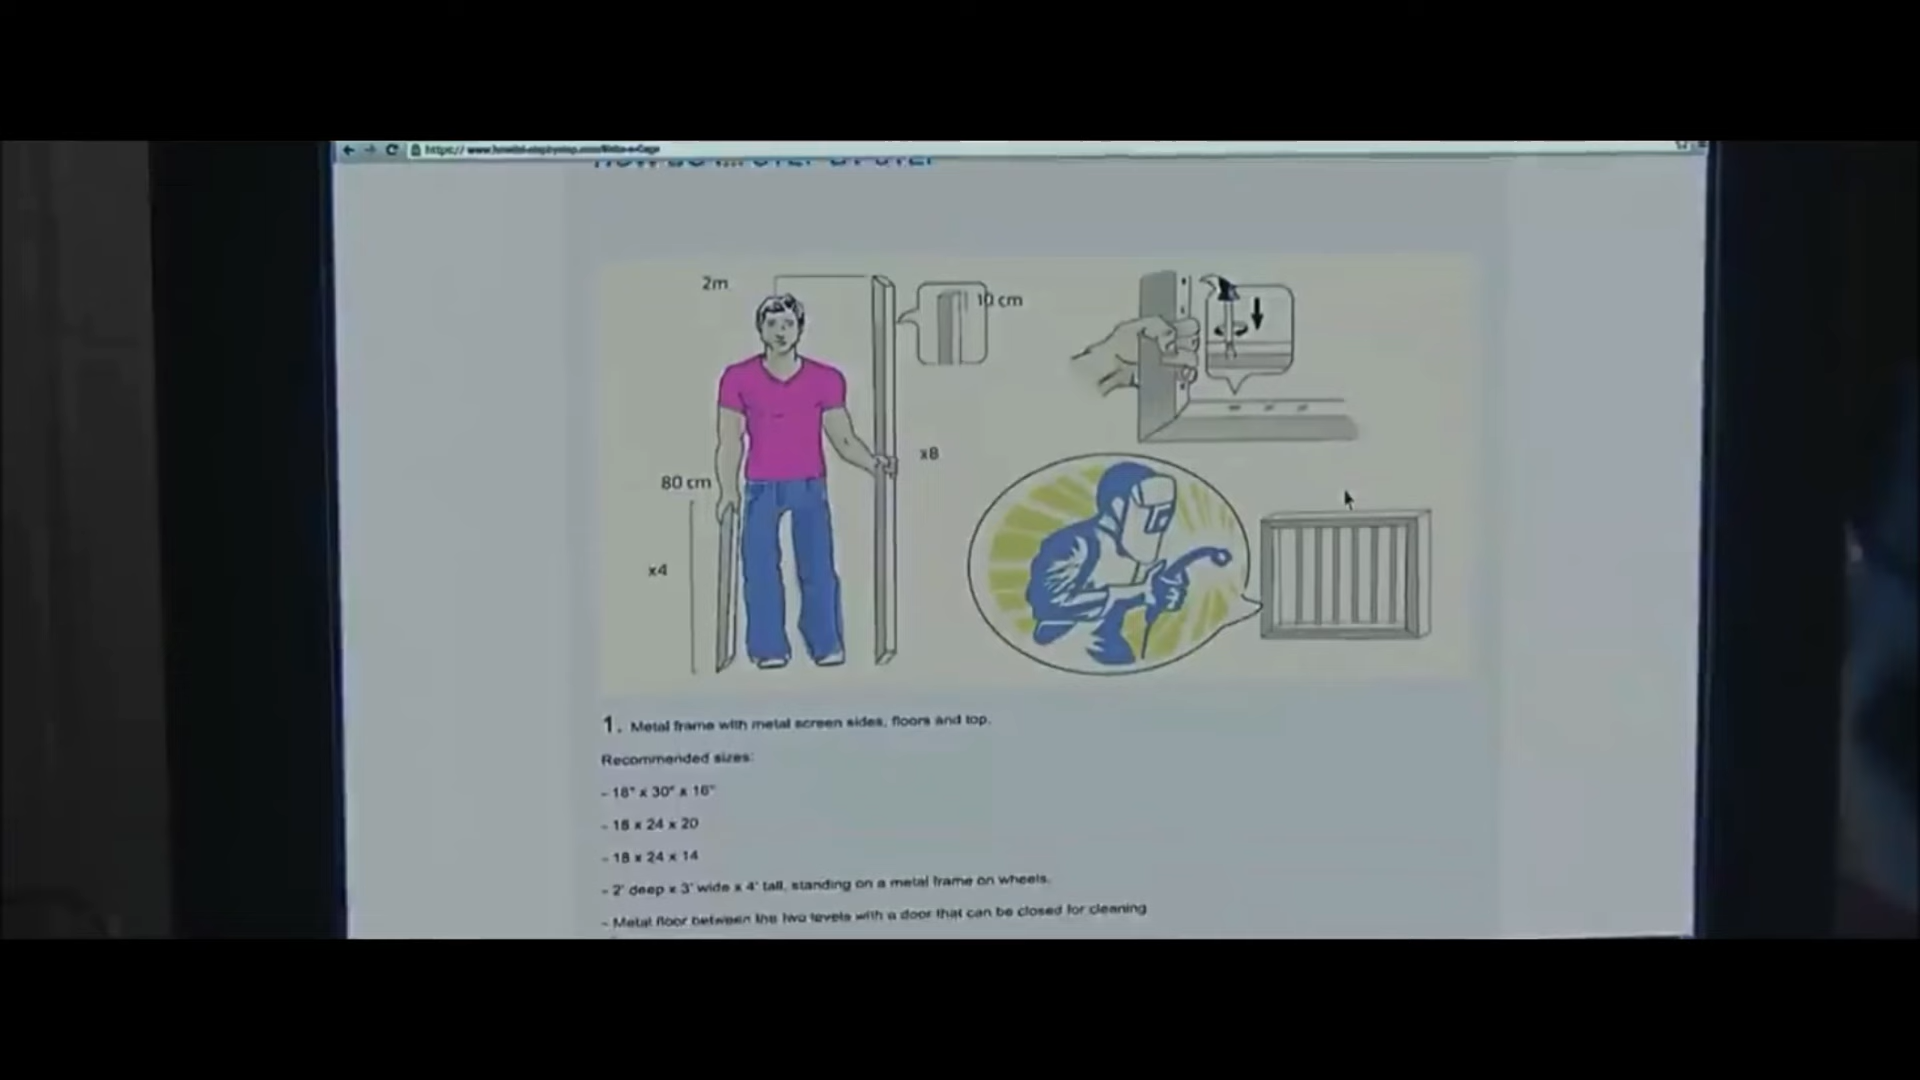 https://
2m
10 cm
x8
80 cm
x4
1. Metal frame with metal screen sides, floors and top.
Recommended sizes:
- 18" x 30" x 16"
- 18 x 24 x 20
- 18 x 24 x 14
- 2' deep x 3' wide x 4' tall, standing on a metal frame on wheels.
- Metal floor between the two levels with a door that can be closed for cleaning